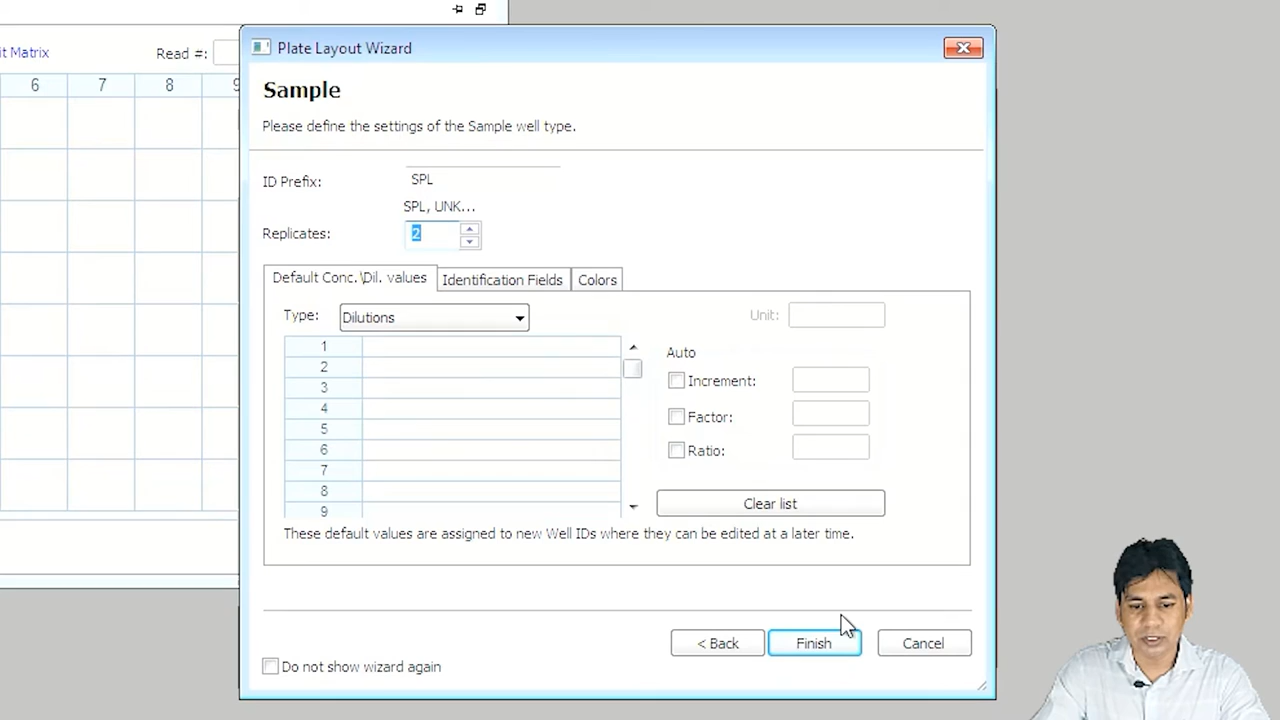 Plate Layout Wizard
it Matrix
Read #:
6 7 8 9
Sample
Please define the settings of the Sample well type.
ID Prefix: SPL
SPL, UNK...
Replicates: 2
Default Conc.\Dil. values Identification Fields Colors
Type: Dilutions Unit:
1
2
3
4
5
6
7
8
9
Auto
Increment:
Factor:
Ratio:
Clear list
These default values are assigned to new Well IDs where they can be edited at a later time.
< Back Finish Cancel
Do not show wizard again